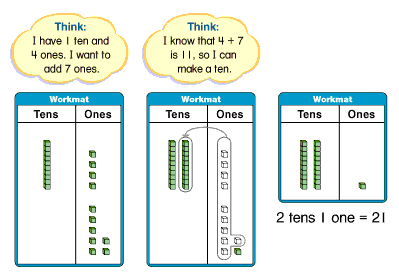 Think:
I have 1 ten and
4 ones. I want to
add 7 ones.
Think:
I know that 4 + 7
is 11, so I can
make a ten.
Workmat
Tens Ones
Workmat
Tens Ones
Workmat
Tens Ones
2 tens 1 one = 21